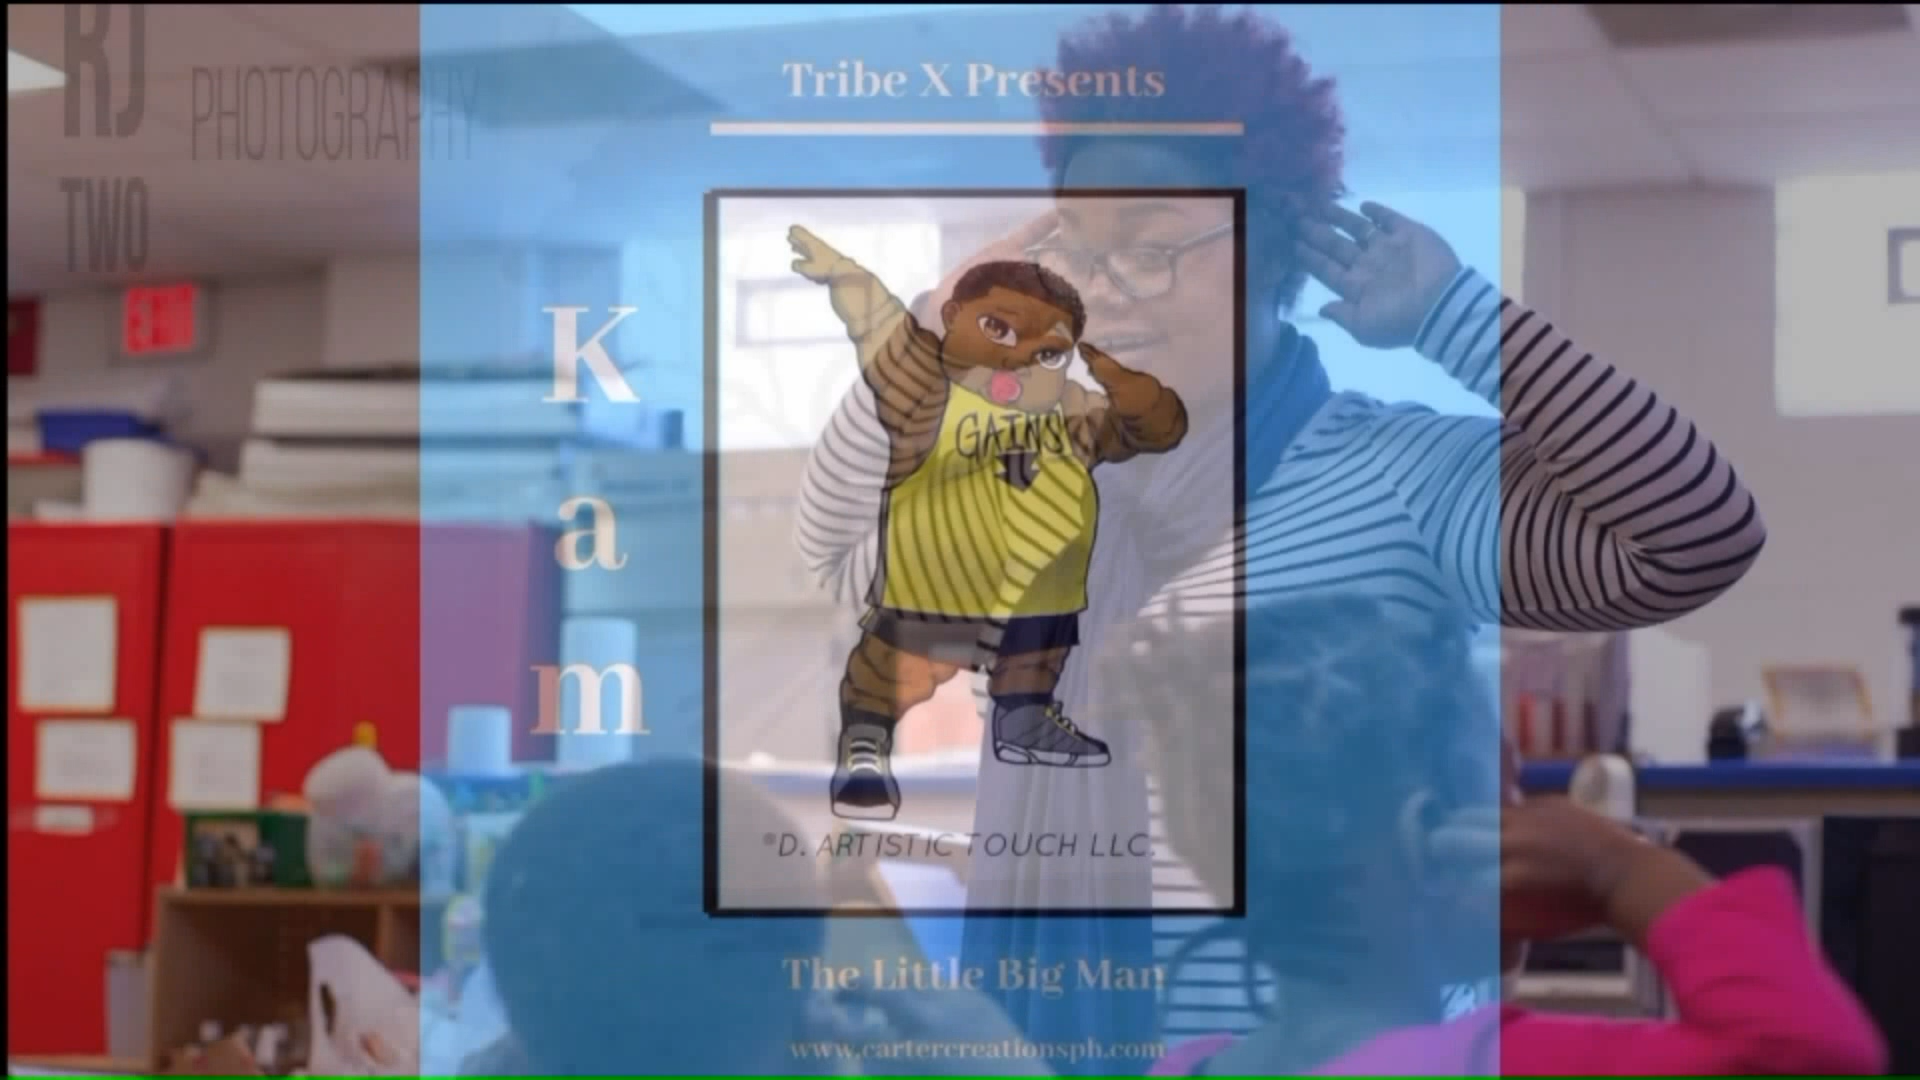 RJ
TWO
PHOTOGRAPHY
EXIT
Tribe X Presents
K
a
m
GAINS
®D. ARTISTIC TOUCH LLC.
The Little Big Man
www.cartercreationsph.com